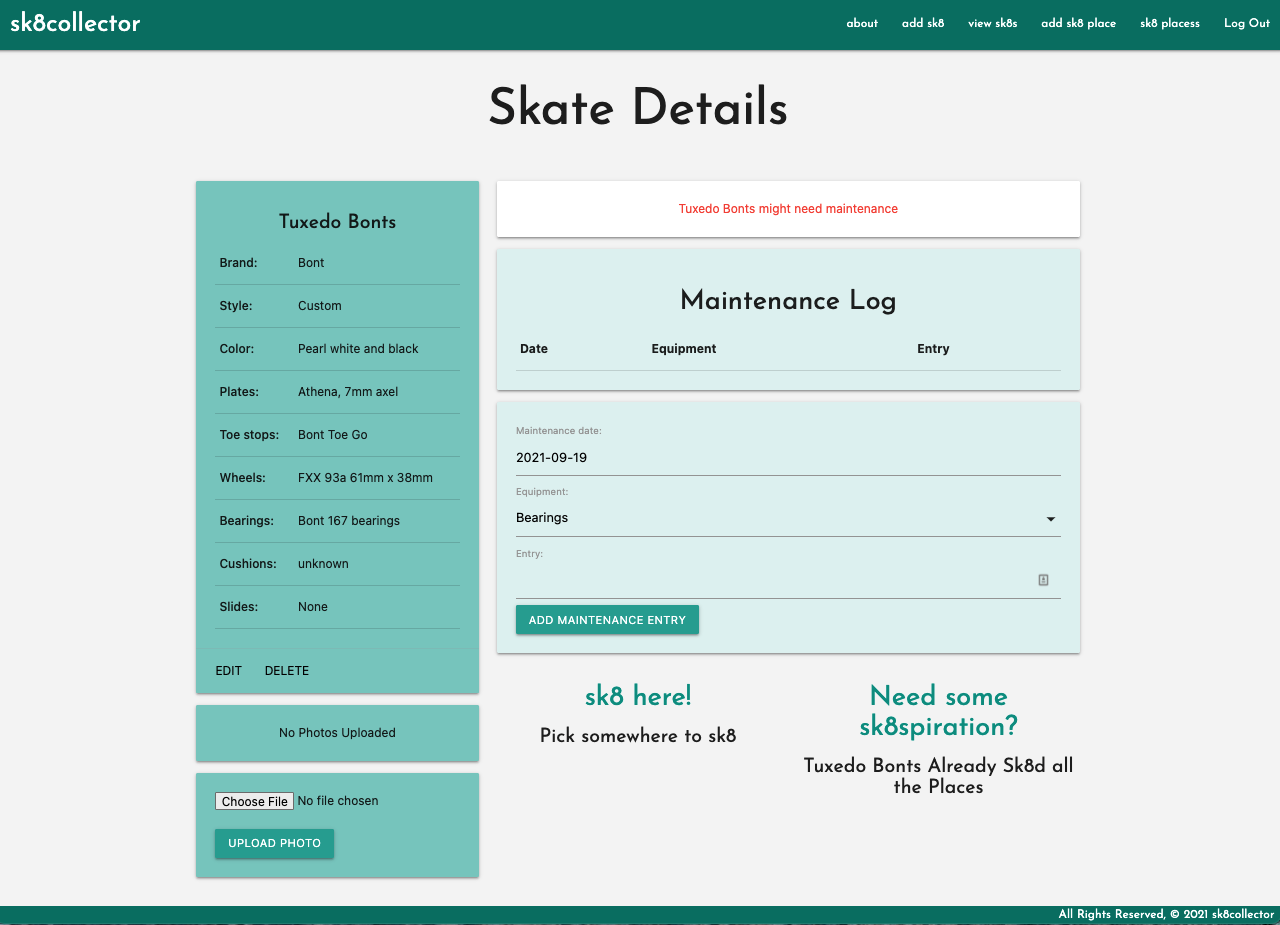 sk8collector
about add sk8 view sk8s add sk8 place sk8 placess Log Out
Skate Details
Tuxedo Bonts
Brand: Bont
Style: Custom
Color: Pearl white and black
Plates: Athena, 7mm axel
Toe stops: Bont Toe Go
Wheels: FXX 93a 61mm x 38mm
Bearings: Bont 167 bearings
Cushions: unknown
Slides: None
EDIT DELETE
No Photos Uploaded
Choose File No file chosen
UPLOAD PHOTO
Tuxedo Bonts might need maintenance
Maintenance Log
Date Equipment Entry
Maintenance date:
2021-09-19
Equipment:
Bearings
Entry:
ADD MAINTENANCE ENTRY
sk8 here!
Pick somewhere to sk8
Need some
sk8spiration?
Tuxedo Bonts Already Sk8d all
the Places
All Rights Reserved, © 2021 sk8collector